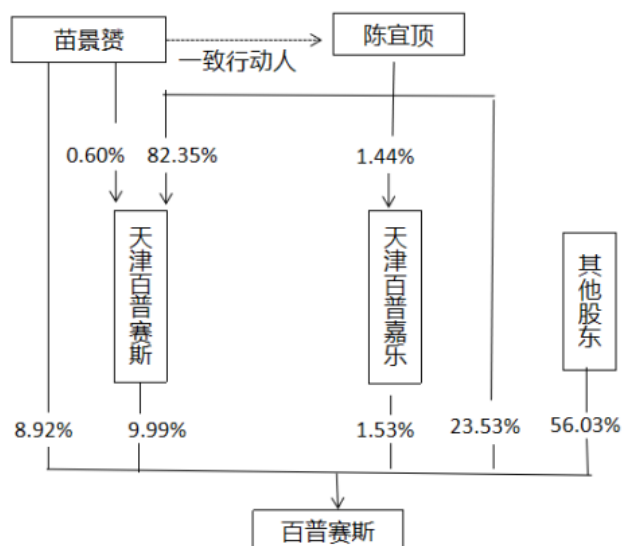 苗景赟
陈宜顶
一致行动人
0.60%
82.35%
1.44%
天津百普赛斯
天津百普嘉乐
其他股东
8.92%
9.99%
1.53%
23.53%
56.03%
百普赛斯